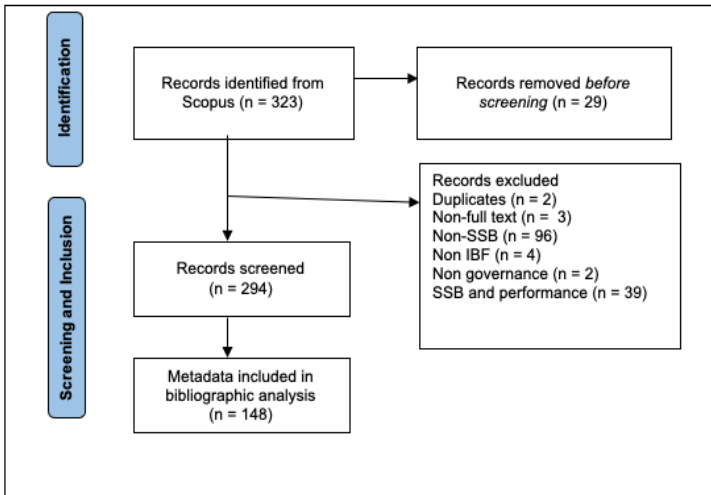 Identification
Records identified from
Scopus (n = 323)
Records removed before
screening (n = 29)
Screening and Inclusion
Records excluded
Duplicates (n = 2)
Non-full text (n =  3)
Non-SSB (n = 96)
Non IBF (n = 4)
Non governance (n = 2)
SSB and performance (n = 39)
Records screened
(n = 294)
Metadata included in
bibliographic analysis
(n = 148)